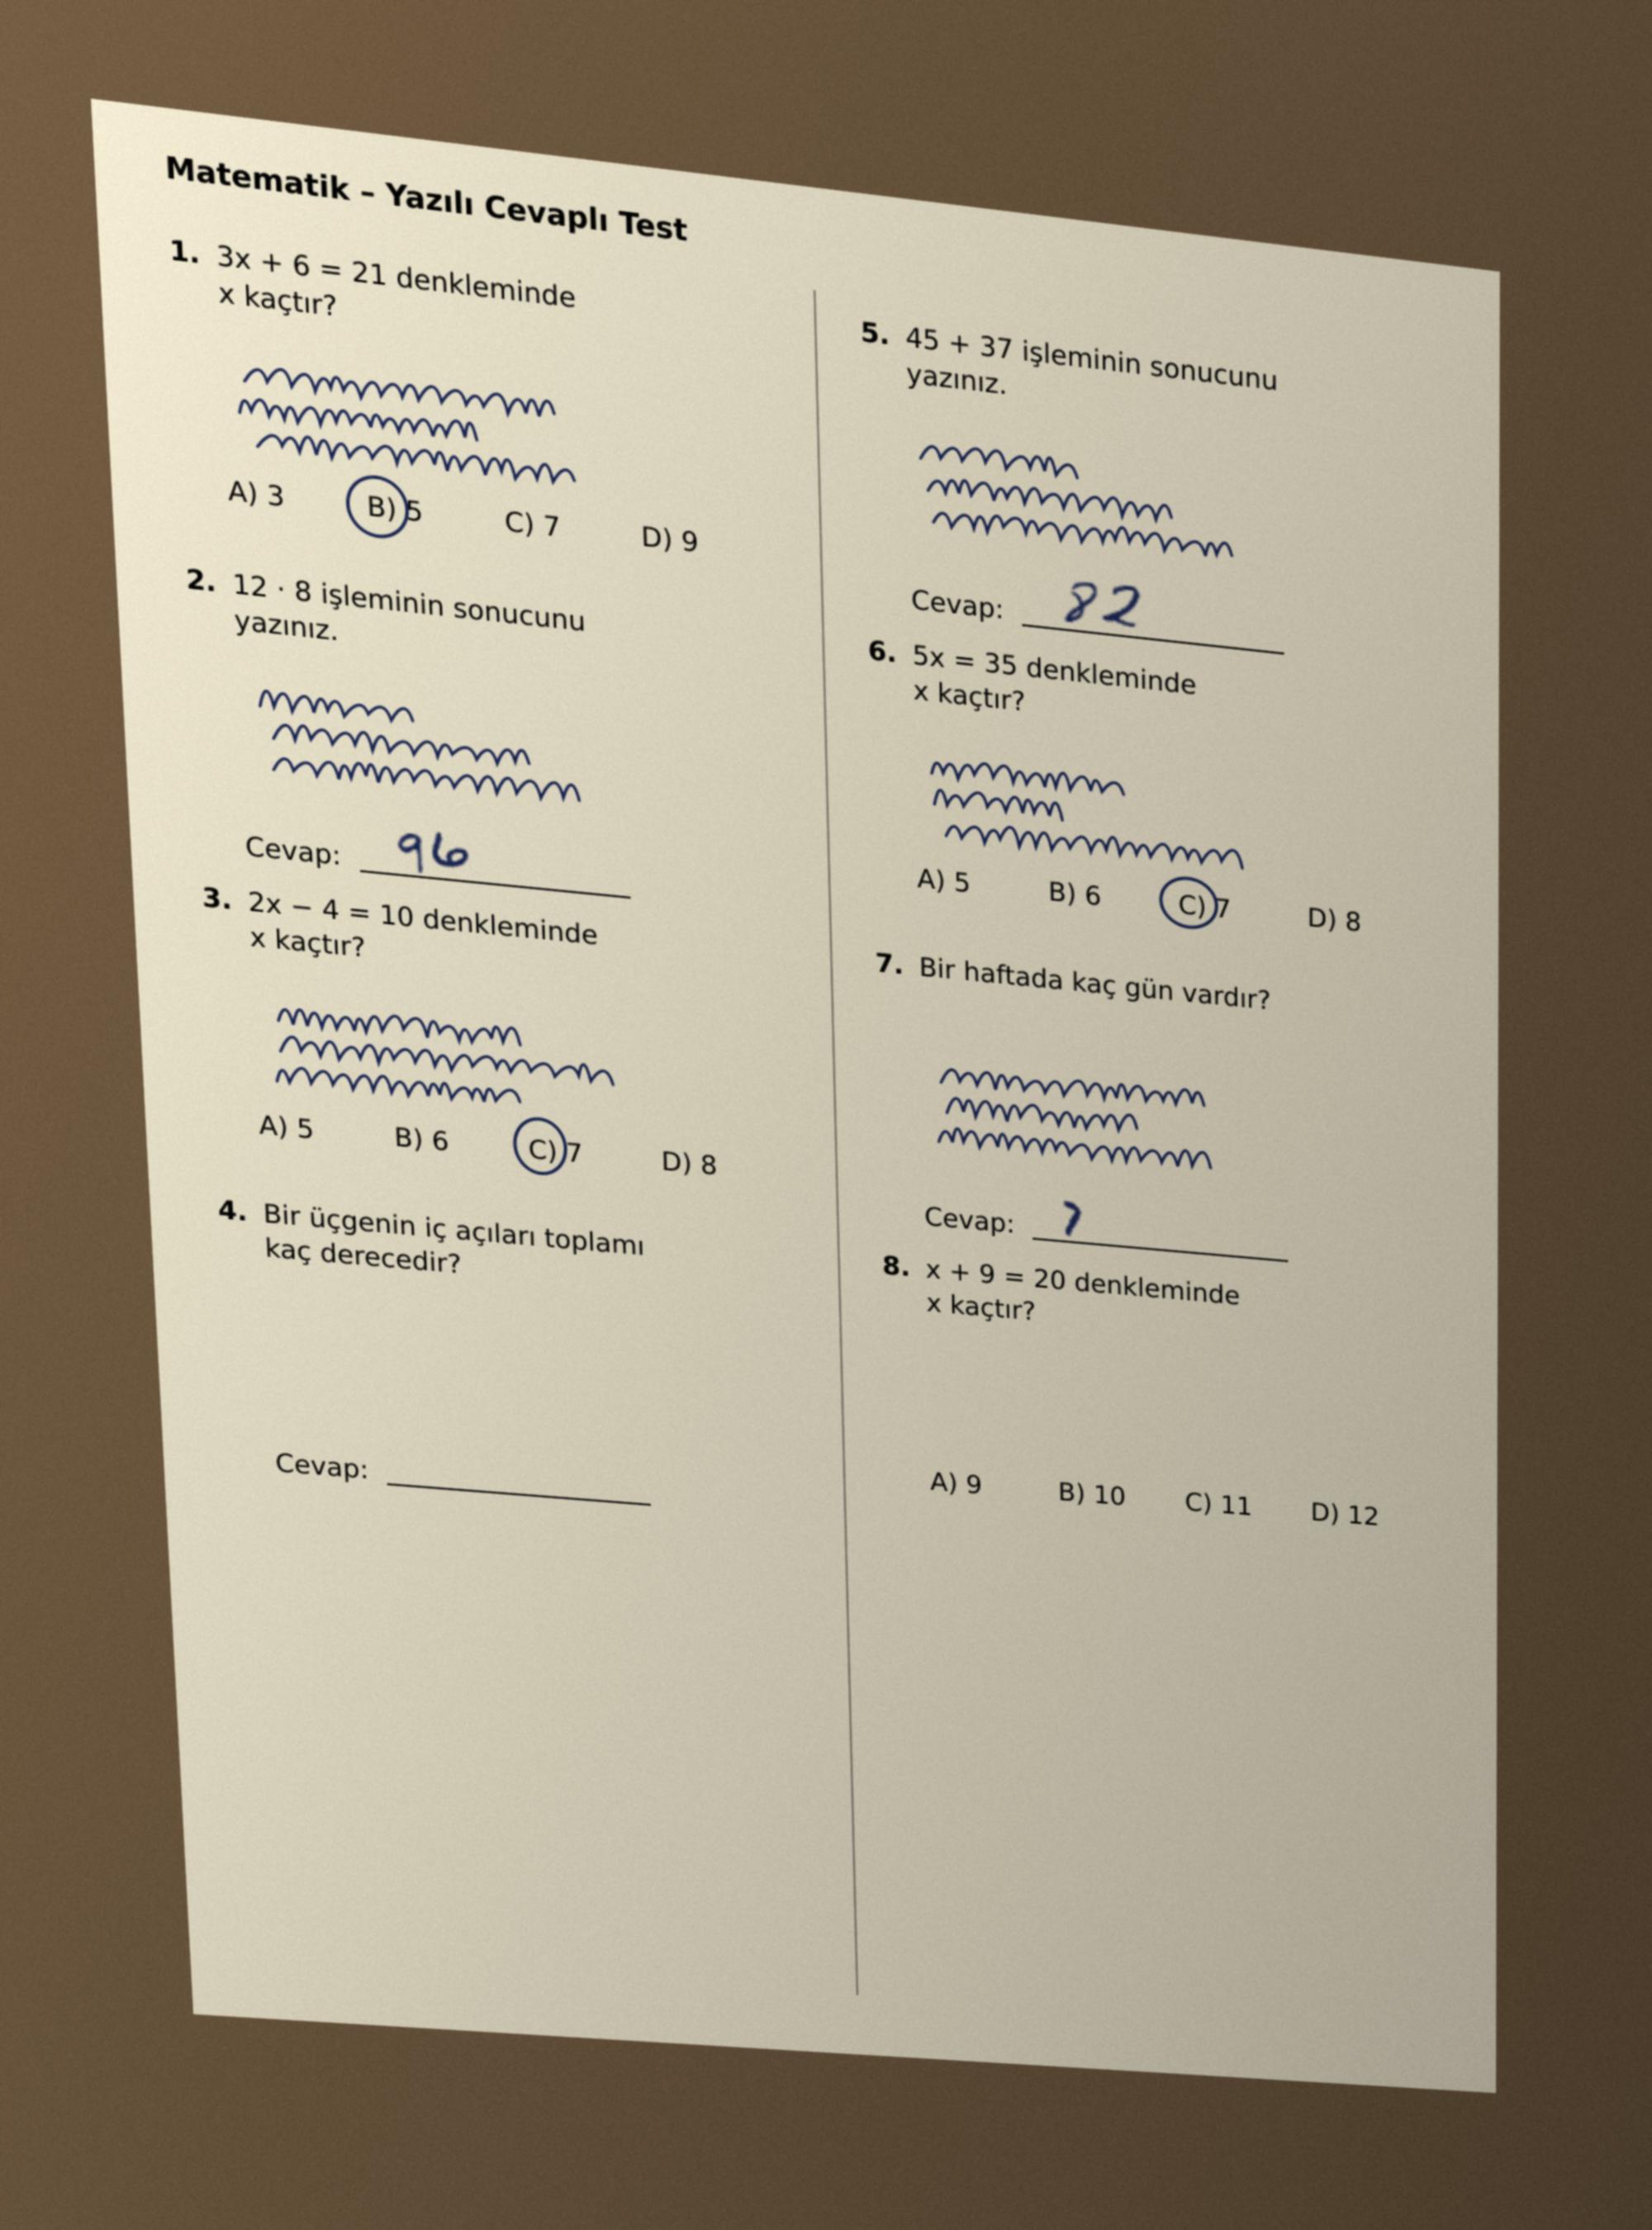 Matematik – Yazılı Cevaplı Test
1. 3x + 6 = 21 denkleminde
x kaçtır?
A) 3 B) 5 C) 7 D) 9
2. 12 · 8 işleminin sonucunu
yazınız.
Cevap: 96
3. 2x − 4 = 10 denkleminde
x kaçtır?
A) 5 B) 6 C) 7 D) 8
4. Bir üçgenin iç açıları toplamı
kaç derecedir?
Cevap:
5. 45 + 37 işleminin sonucunu
yazınız.
Cevap: 82
6. 5x = 35 denkleminde
x kaçtır?
A) 5 B) 6 C) 7 D) 8
7. Bir haftada kaç gün vardır?
Cevap: 7
8. x + 9 = 20 denkleminde
x kaçtır?
A) 9 B) 10 C) 11 D) 12